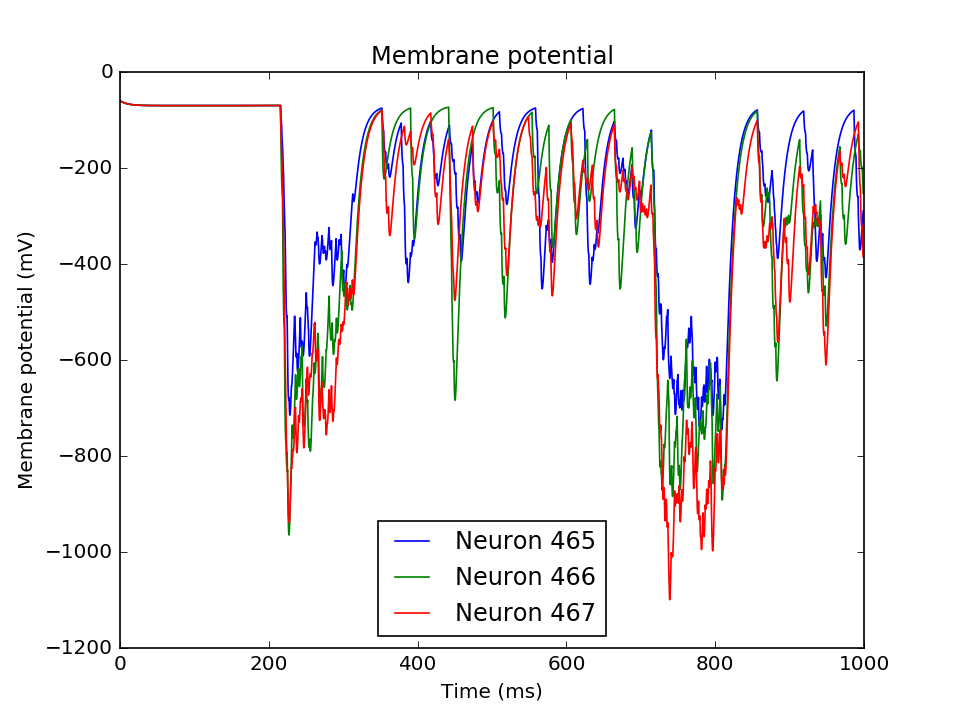 Membrane potential
0
−200
−400
−600
−800
−1000
−1200
Membrane potential (mV)
Neuron 465
Neuron 466
Neuron 467
0 200 400 600 800 1000
Time (ms)